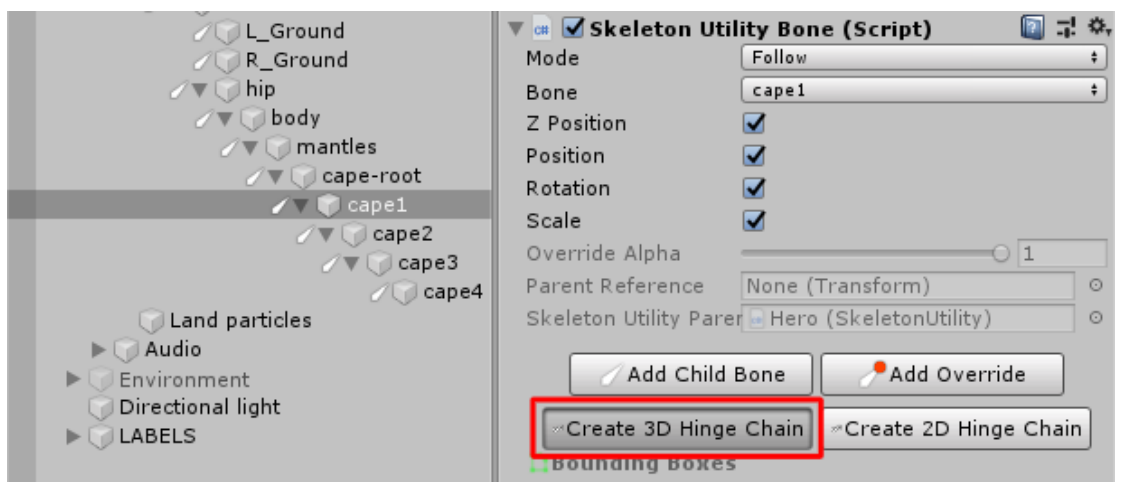 L_Ground
R_Ground
hip
body
mantles
cape-root
cape1
cape2
cape3
cape4
Land particles
Audio
Environment
Directional light
LABELS
Skeleton Utility Bone (Script)
Mode Follow
Bone cape1
Z Position
Position
Rotation
Scale
Override Alpha 1
Parent Reference None (Transform)
Skeleton Utility Parer Hero (SkeletonUtility)
Add Child Bone Add Override
Create 3D Hinge Chain Create 2D Hinge Chain
Bounding Boxes